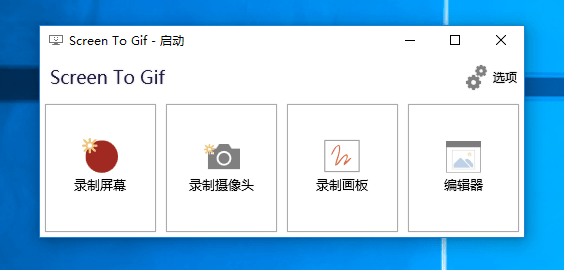 Screen To Gif - 启动
Screen To Gif
选项
录制屏幕
录制摄像头
录制画板
编辑器